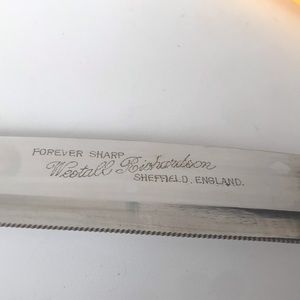 FOREVER SHARP
Westall Richardson
SHEFFIELD. ENGLAND.